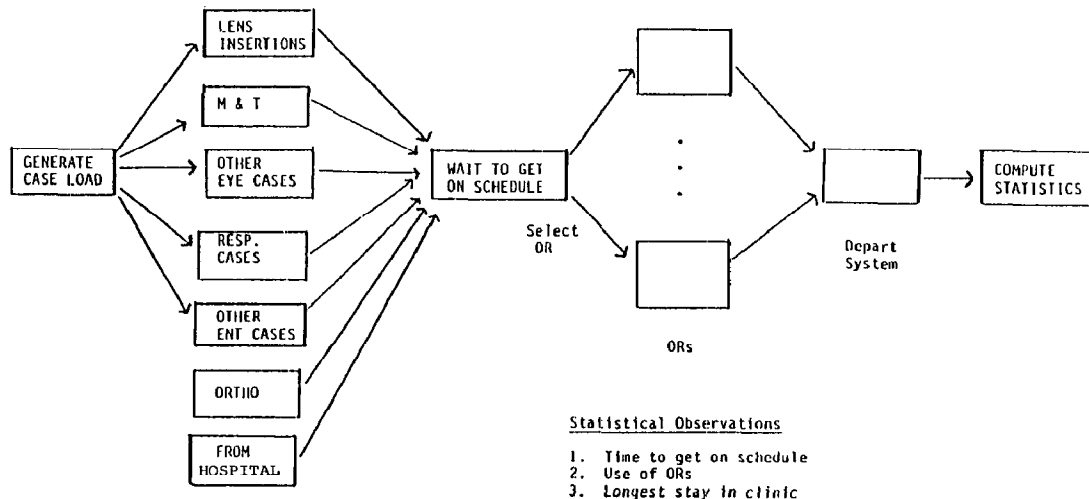 LENS
INSERTIONS
M & T
GENERATE
CASE LOAD
OTHER
EYE CASES
WAIT TO GET
ON SCHEDULE
COMPUTE
STATISTICS
RESP.
CASES
Select
OR
Depart
System
OTHER
ENT CASES
ORs
ORTHO
FROM
HOSPITAL
Statistical Observations
1. Time to get on schedule
2. Use of ORs
3. Longest stay in clinic